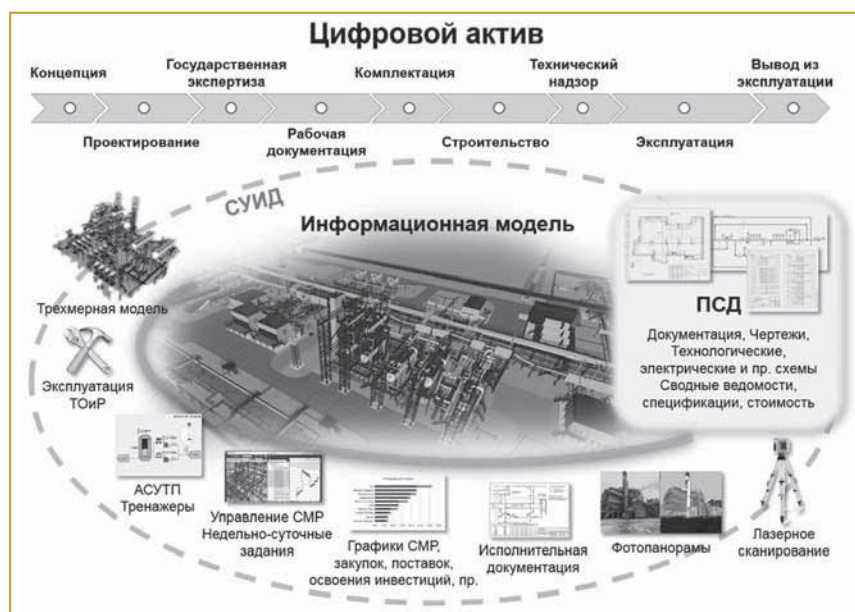 Цифровой актив
Концепция
Государственная
экспертиза
Комплектация
Технический
надзор
Вывод из
эксплуатации
Проектирование
Рабочая
документация
Строительство
Эксплуатация
СУИД
Информационная модель
Трёхмерная модель
ПСД
Документация, Чертежи,
Технологические,
электрические и пр. схемы
Сводные ведомости,
спецификации, стоимость
Эксплуатация
ТОиР
АСУТП
Тренажеры
Управление СМР
Недельно-суточные
задания
Графики СМР,
закупок, поставок,
освоения инвестиций, пр.
Исполнительная
документация
Фотопанорамы
Лазерное
сканирование